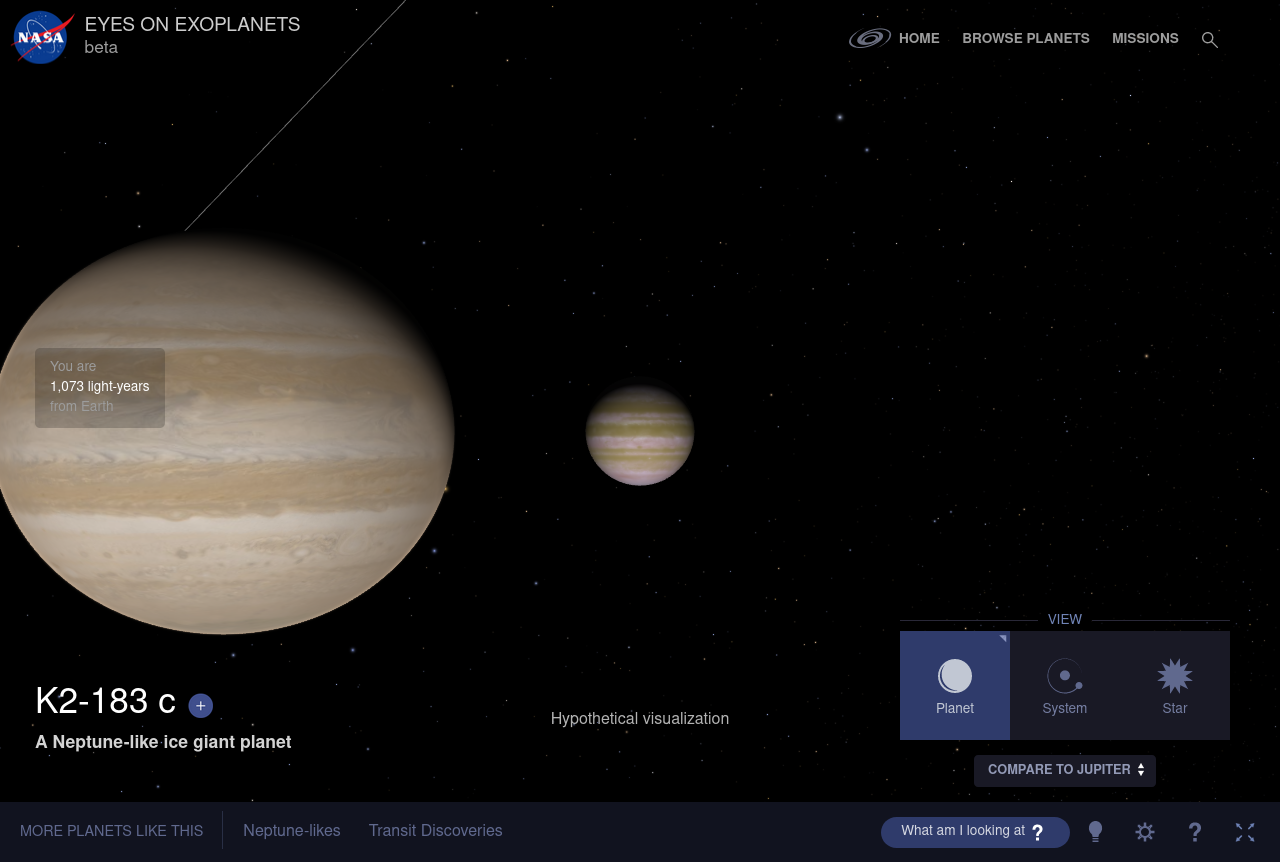 NASA
EYES ON EXOPLANETS
beta
HOME
BROWSE PLANETS
MISSIONS
You are
1,073 light-years
from Earth
K2-183 c +
A Neptune-like ice giant planet
Hypothetical visualization
VIEW
Planet
System
Star
COMPARE TO JUPITER
MORE PLANETS LIKE THIS
Neptune-likes
Transit Discoveries
What am I looking at ?
?